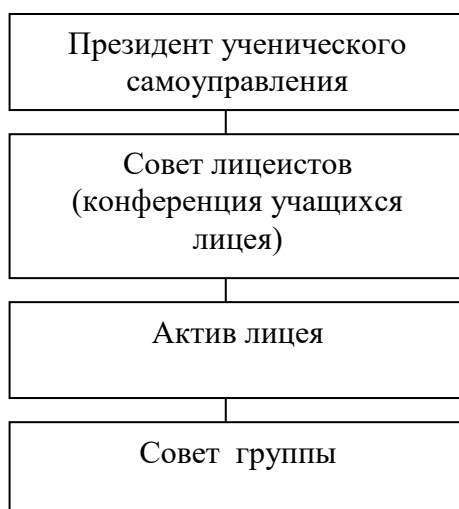 Президент ученического
самоуправления
Совет лицеистов
(конференция учащихся
лицея)
Актив лицея
Совет группы